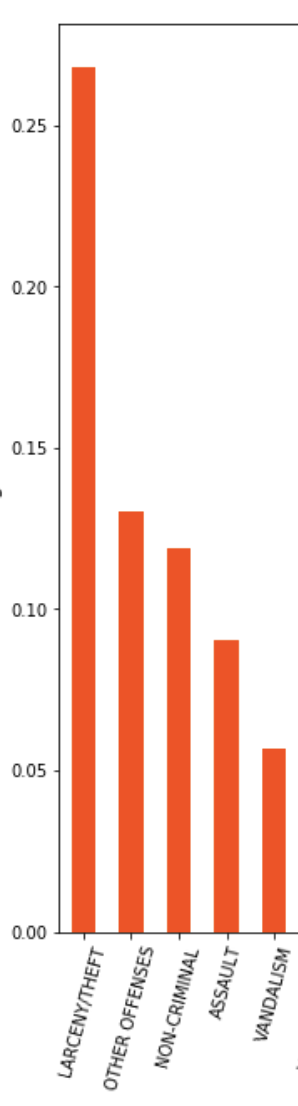 0.25
0.20
0.15
0.10
0.05
0.00
LARCENY/THEFT
OTHER OFFENSES
NON-CRIMINAL
ASSAULT
VANDALISM